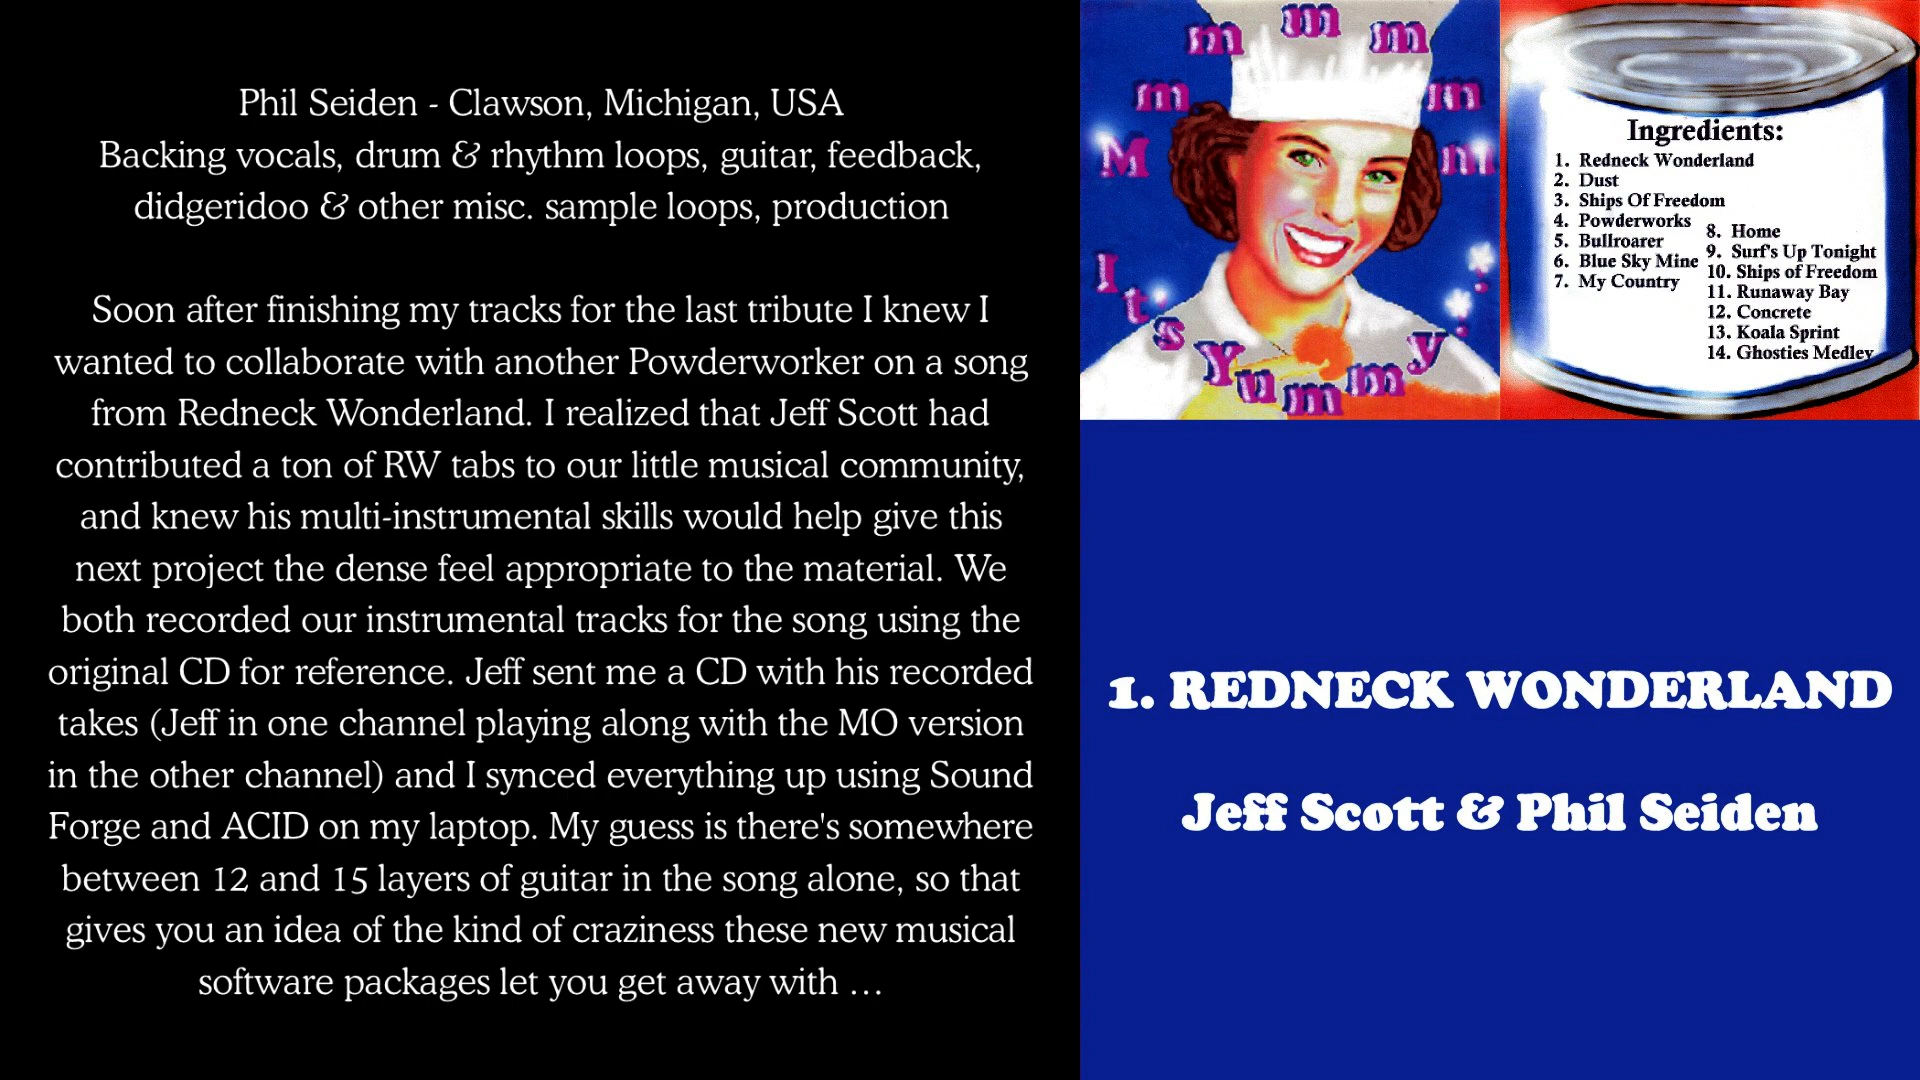 Phil Seiden - Clawson, Michigan, USA
Backing vocals, drum & rhythm loops, guitar, feedback,
didgeridoo & other misc. sample loops, production
Soon after finishing my tracks for the last tribute I knew I
wanted to collaborate with another Powderworker on a song
from Redneck Wonderland. I realized that Jeff Scott had
contributed a ton of RW tabs to our little musical community,
and knew his multi-instrumental skills would help give this
next project the dense feel appropriate to the material. We
both recorded our instrumental tracks for the song using the
original CD for reference. Jeff sent me a CD with his recorded
takes (Jeff in one channel playing along with the MO version
in the other channel) and I synced everything up using Sound
Forge and ACID on my laptop. My guess is there's somewhere
between 12 and 15 layers of guitar in the song alone, so that
gives you an idea of the kind of craziness these new musical
software packages let you get away with …
M m m m m m m m
It's Yummy!
Ingredients:
1. Redneck Wonderland
2. Dust
3. Ships Of Freedom
4. Powderworks
5. Bullroarer
6. Blue Sky Mine
7. My Country
8. Home
9. Surf's Up Tonight
10. Ships of Freedom
11. Runaway Bay
12. Concrete
13. Koala Sprint
14. Ghosties Medley
1. REDNECK WONDERLAND
Jeff Scott & Phil Seiden